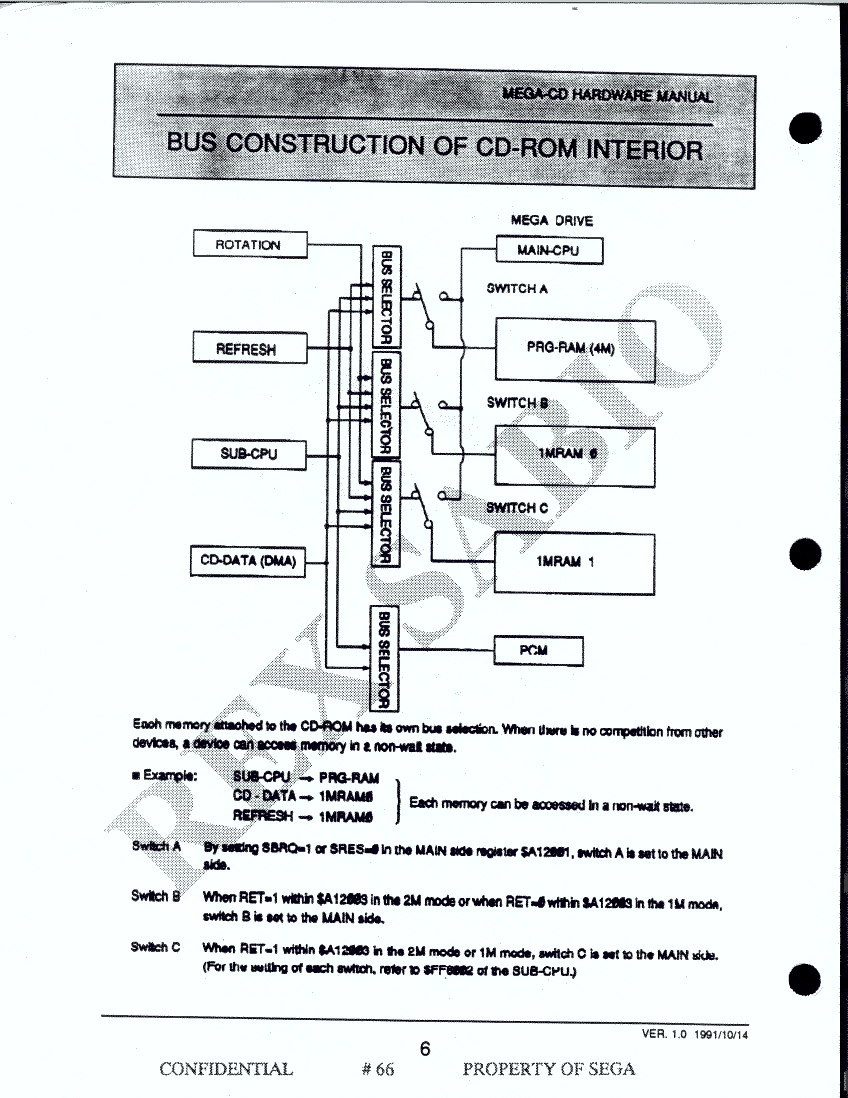 MEGA-CD HARDWARE MANUAL
BUS CONSTRUCTION OF CD-ROM INTERIOR
MEGA DRIVE
ROTATION
BUS SELECTOR
MAIN-CPU
SWITCH A
REFRESH
PRG-RAM (4M)
BUS SELECTOR
SWITCH B
SUB-CPU
1MRAM 0
BUS SELECTOR
SWITCH C
CD-DATA (DMA)
1MRAM 1
BUS SELECTOR
PCM
REX SABIO
Each memory attached to the CD-ROM has its own bus selection. When there is no competition from other
devices, a device can access memory in a non-wait state.
■ Example: SUB-CPU → PRG-RAM
CD - DATA → 1MRAM0
REFRESH → 1MRAM0
Each memory can be accessed in a non-wait state.
Switch A By setting SBRQ=1 or SRES=0 in the MAIN side register $A12001, switch A is set to the MAIN
side.
Switch B When RET=1 within $A12003 in the 2M mode or when RET=0 within $A12003 in the 1M mode,
switch B is set to the MAIN side.
Switch C When RET=1 within $A12003 in the 2M mode or 1M mode, switch C is set to the MAIN side.
(For the setting of each switch, refer to $FF8002 of the SUB-CPU.)
VER. 1.0 1991/10/14
6
CONFIDENTIAL # 66 PROPERTY OF SEGA